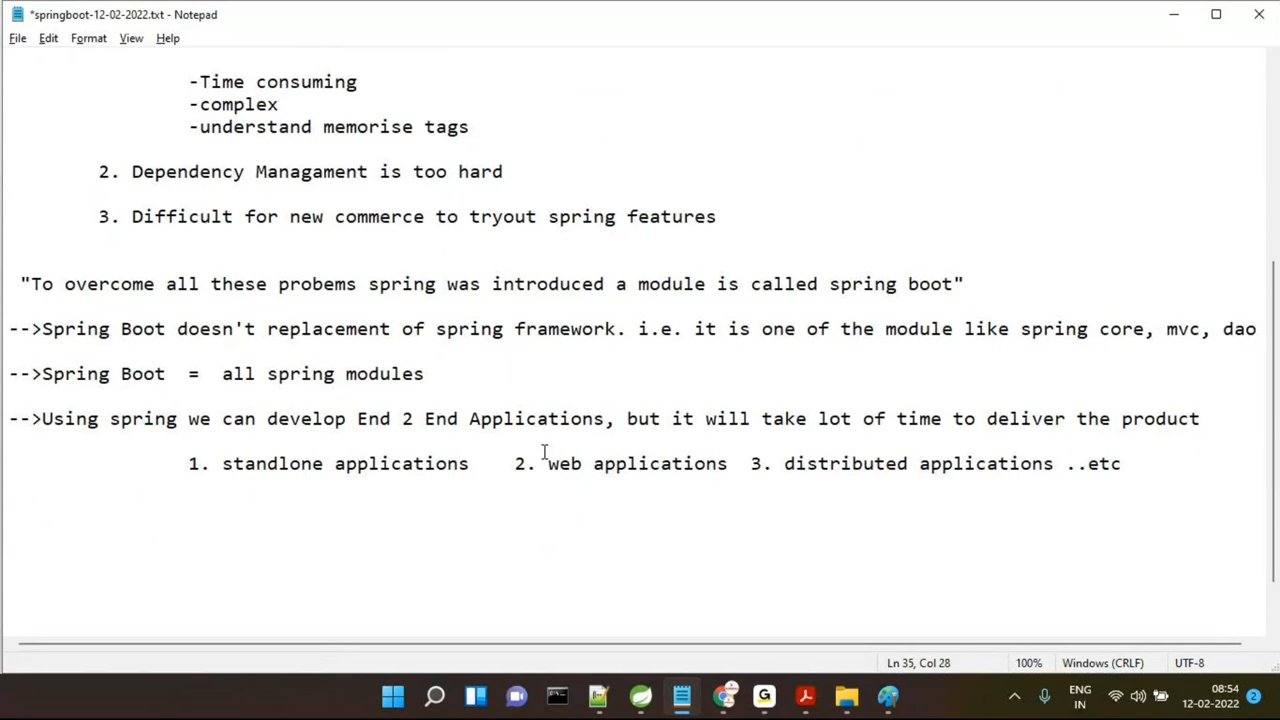 *springboot-12-02-2022.txt - Notepad
File Edit Format View Help
-Time consuming
-complex
-understand memorise tags
2. Dependency Managament is too hard
3. Difficult for new commerce to tryout spring features
"To overcome all these probems spring was introduced a module is called spring boot"
-->Spring Boot doesn't replacement of spring framework. i.e. it is one of the module like spring core, mvc, dao
-->Spring Boot = all spring modules
-->Using spring we can develop End 2 End Applications, but it will take lot of time to deliver the product
1. standlone applications 2. web applications 3. distributed applications ..etc
Ln 35, Col 28 100% Windows (CRLF) UTF-8
ENG 08:54
IN 12-02-2022 2